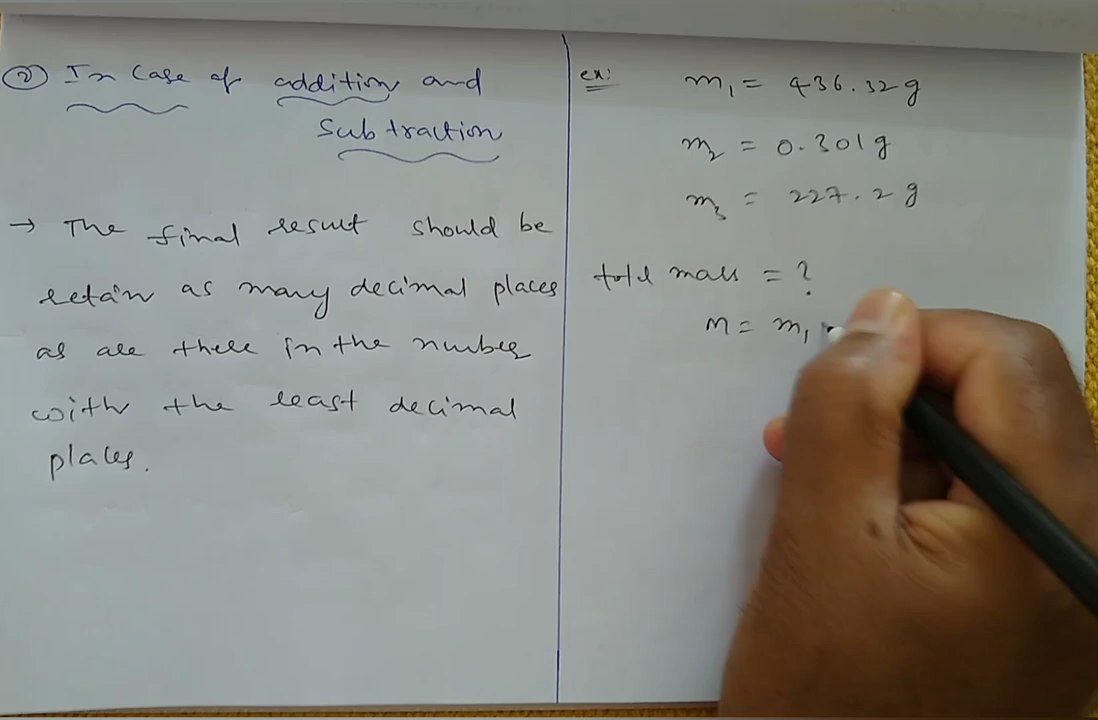 ② In Case of addition and
Subtraction
→ The final result should be
retain as many decimal places
as are there in the number
with the least decimal
places.
ex: m₁ = 436.32 g
m₂ = 0.301 g
m₃ = 227.2 g
total mass = ?
M = m₁